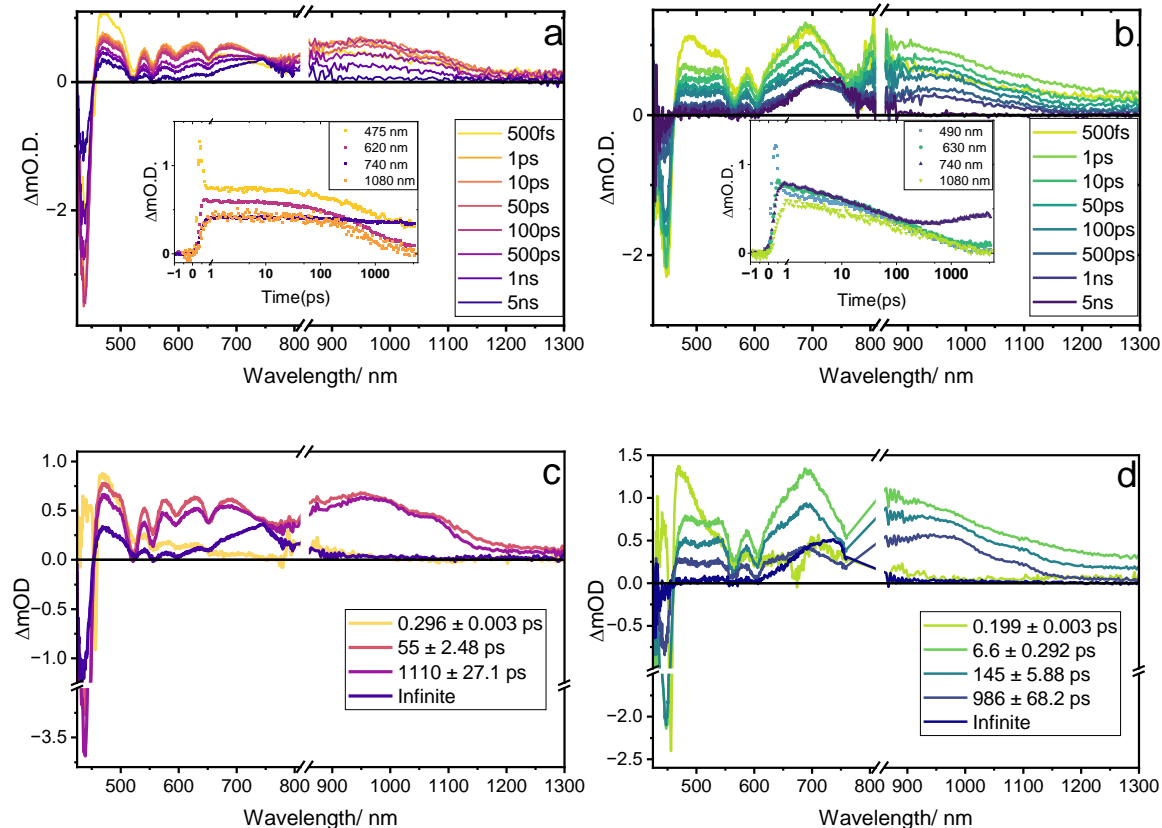 a
ΔmO.D.
0
−2
475 nm
620 nm
740 nm
1080 nm
ΔmO.D.
1
0
−1 0 1 10 100 1000
Time(ps)
500fs
1ps
10ps
50ps
100ps
500ps
1ns
5ns
500 600 700 800 900 1000 1100 1200 1300
Wavelength/ nm
b
ΔmO.D.
1
0
−1
−2
490 nm
630 nm
740 nm
1080 nm
ΔmO.D.
1
0
−1 0 1 10 100 1000
Time(ps)
500fs
1ps
10ps
50ps
100ps
500ps
1ns
5ns
500 600 700 800 900 1000 1100 1200 1300
Wavelength/ nm
c
ΔmOD
1.0
0.5
0.0
−0.5
−1.0
−3.5
0.296 ± 0.003 ps
55 ± 2.48 ps
1110 ± 27.1 ps
Infinite
500 600 700 800 900 1000 1100 1200 1300
Wavelength/ nm
d
ΔmOD
1.5
1.0
0.5
0.0
−0.5
−2.0
−2.5
0.199 ± 0.003 ps
6.6 ± 0.292 ps
145 ± 5.88 ps
986 ± 68.2 ps
Infinite
500 600 700 800 900 1000 1100 1200 1300
Wavelength/ nm